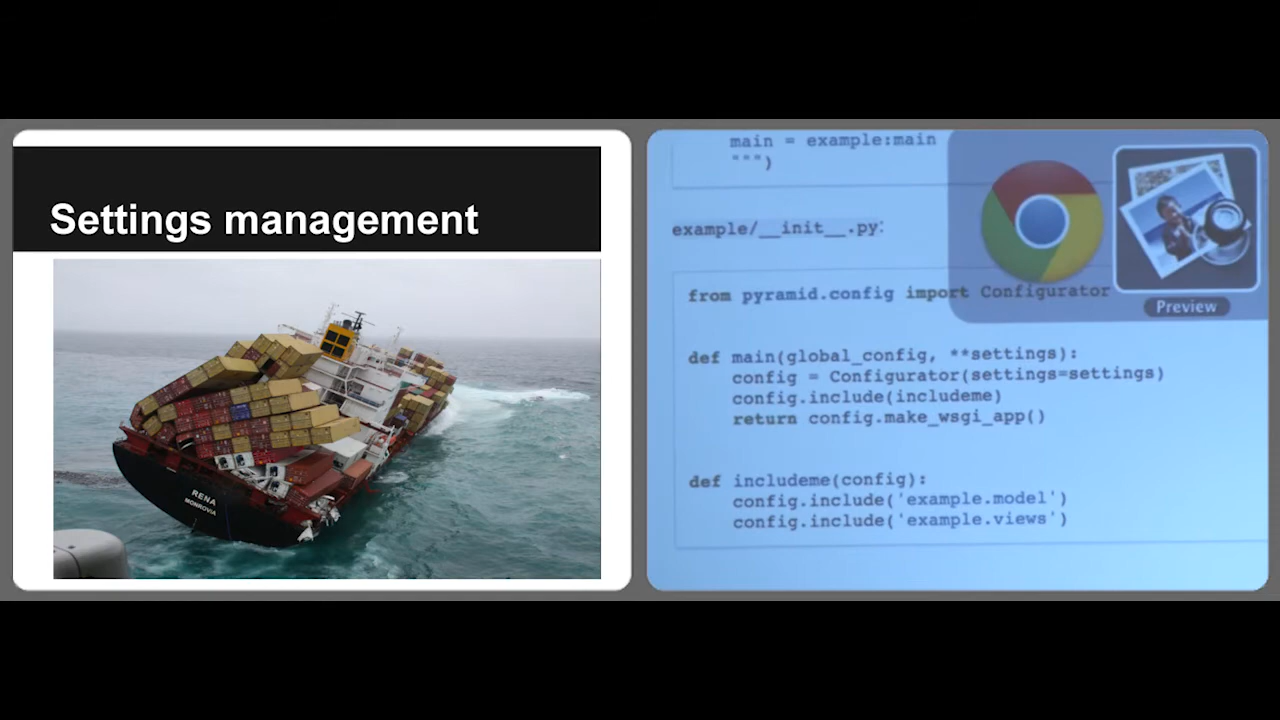 Settings management
RENA
MONROVIA
main = example:main
""")
example/__init__.py:
from pyramid.config import Configurator
def main(global_config, **settings):
config = Configurator(settings=settings)
config.include(includeme)
return config.make_wsgi_app()
def includeme(config):
config.include('example.model')
config.include('example.views')
Preview